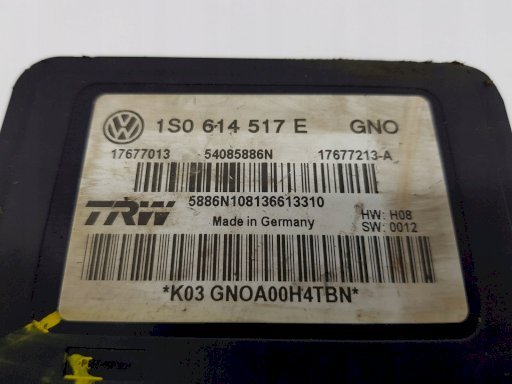 1S0 614 517 E GNO
17677013 54085886N 17677213-A
5886N108136613310
TRW
Made in Germany
HW: H08
SW: 0012
*K03 GNOA00H4TBN*